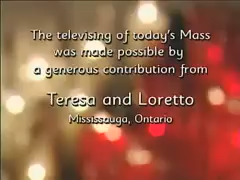 The televising of today's Mass
was made possible by
a generous contribution from
Teresa and Loretto
Mississauga, Ontario